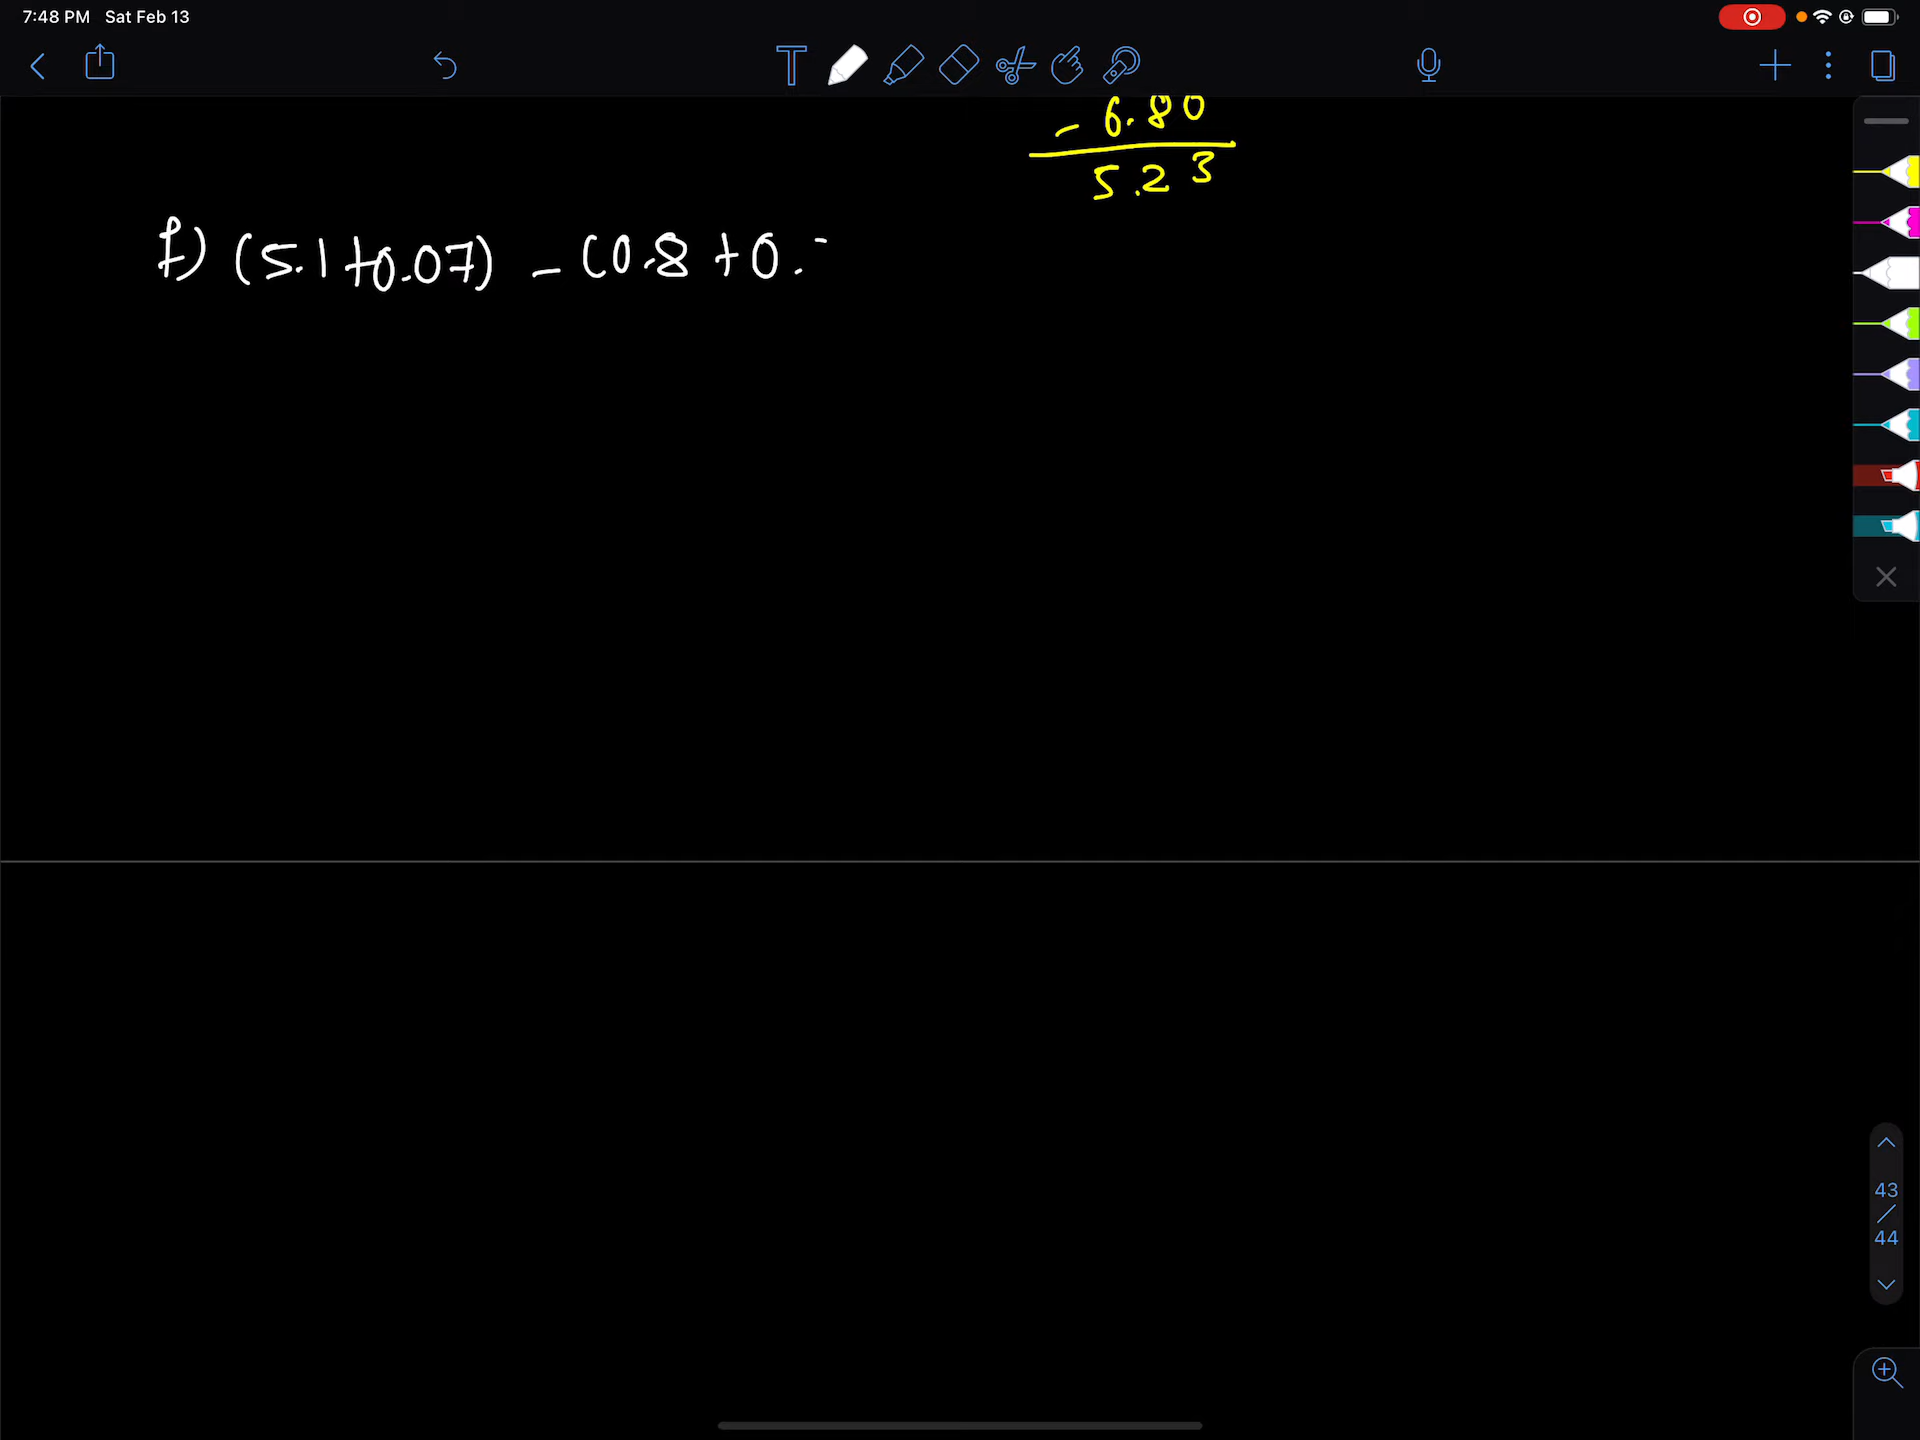 7:48 PM Sat Feb 13
- 6.80
5.23
f) (5.1+0.07) - (0.8 + 0.
43
/
44